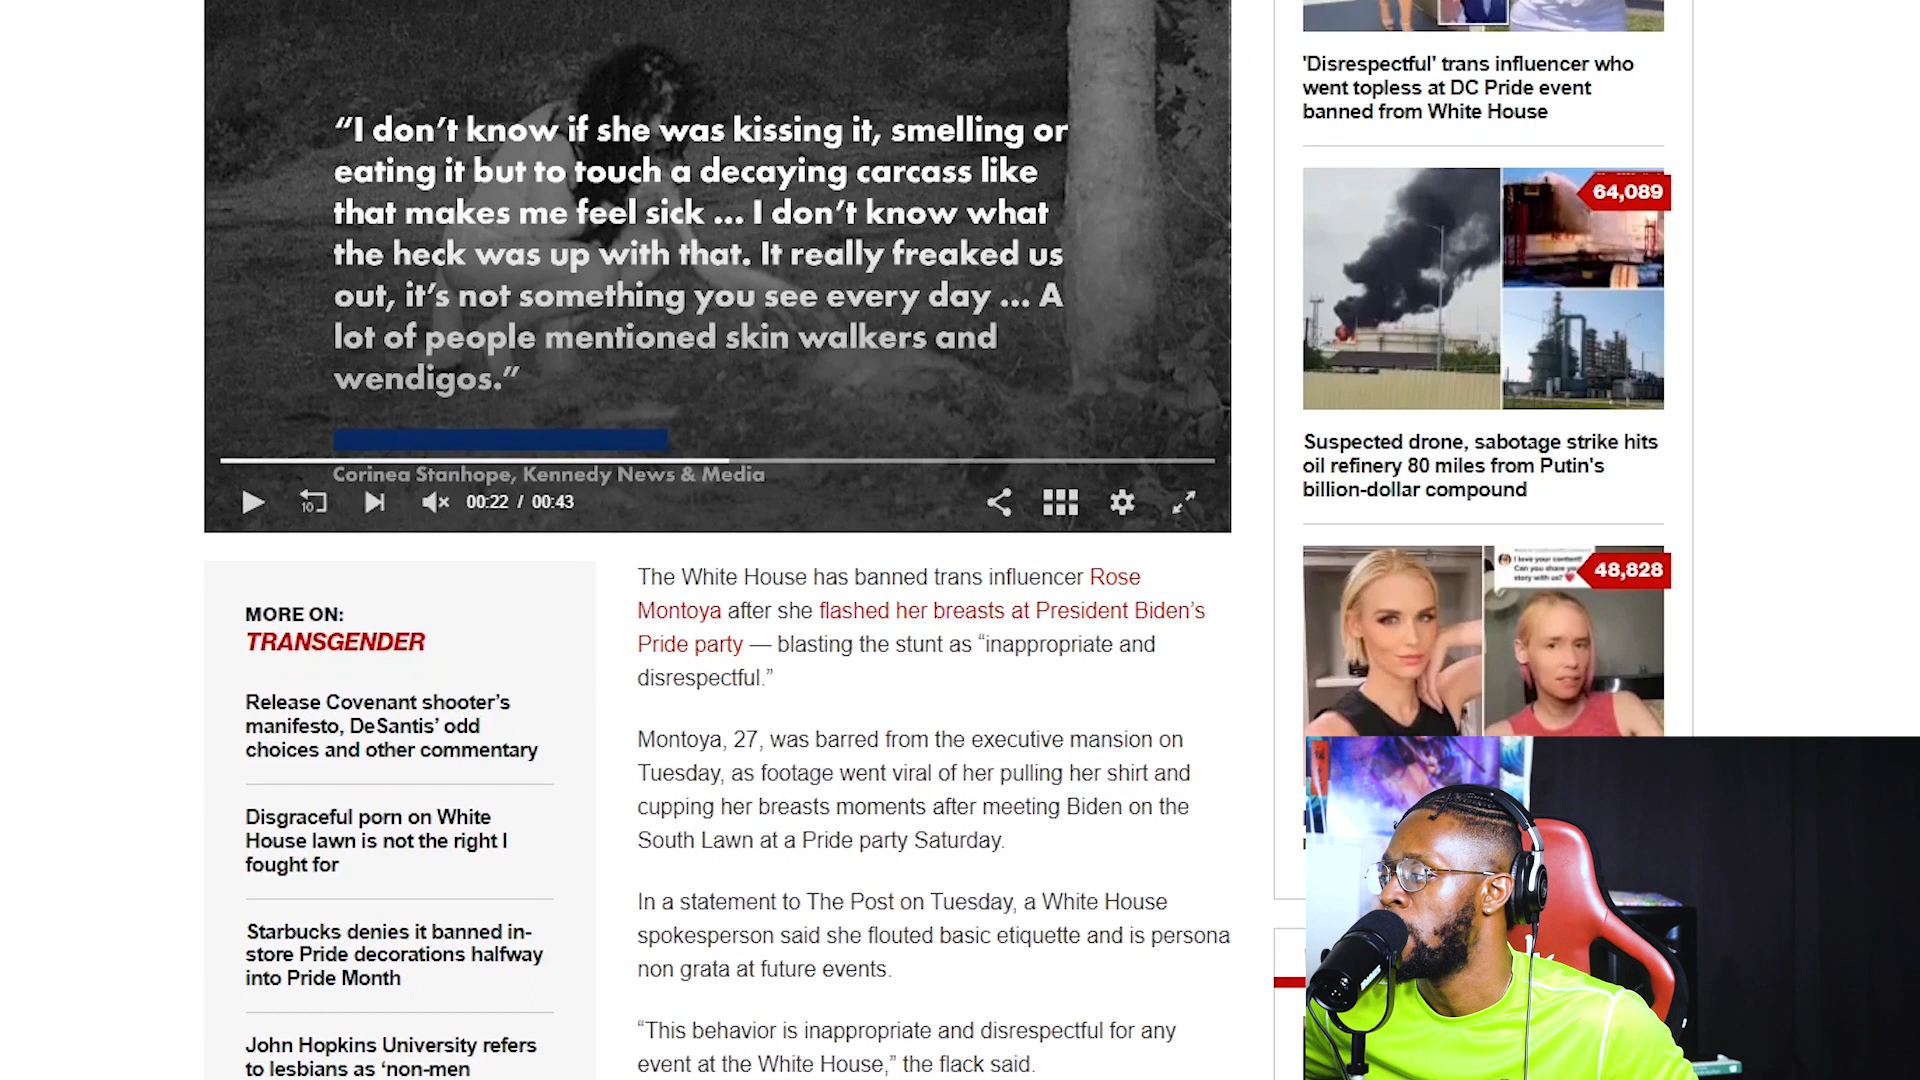 “I don’t know if she was kissing it, smelling or
eating it but to touch a decaying carcass like
that makes me feel sick ... I don’t know what
the heck was up with that. It really freaked us
out, it’s not something you see every day ... A
lot of people mentioned skin walkers and
wendigos.”
Corinea Stanhope, Kennedy News & Media
10
00:22 / 00:43
MORE ON:
TRANSGENDER
Release Covenant shooter’s
manifesto, DeSantis’ odd
choices and other commentary
Disgraceful porn on White
House lawn is not the right I
fought for
Starbucks denies it banned in-
store Pride decorations halfway
into Pride Month
John Hopkins University refers
to lesbians as ‘non-men
The White House has banned trans influencer Rose
Montoya after she flashed her breasts at President Biden’s
Pride party — blasting the stunt as “inappropriate and
disrespectful.”
Montoya, 27, was barred from the executive mansion on
Tuesday, as footage went viral of her pulling her shirt and
cupping her breasts moments after meeting Biden on the
South Lawn at a Pride party Saturday.
In a statement to The Post on Tuesday, a White House
spokesperson said she flouted basic etiquette and is persona
non grata at future events.
“This behavior is inappropriate and disrespectful for any
event at the White House,” the flack said.
'Disrespectful' trans influencer who
went topless at DC Pride event
banned from White House
64,089
Suspected drone, sabotage strike hits
oil refinery 80 miles from Putin's
billion-dollar compound
48,828
I love your content!
Can you share your
story with us?